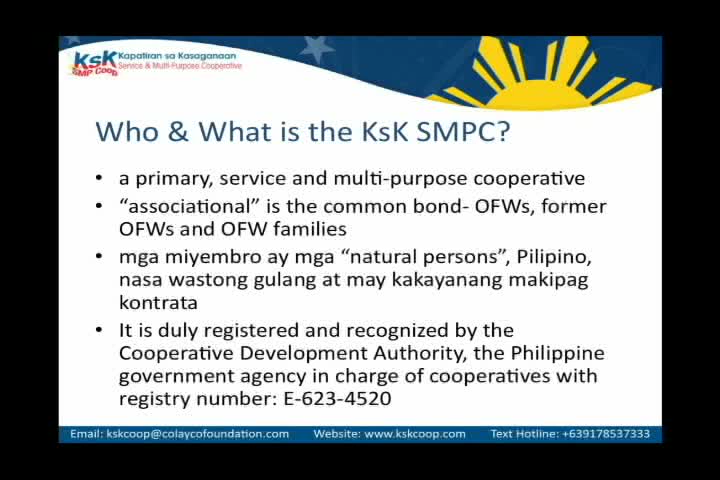 KsK
SMP Coop
Kapatiran sa Kasaganaan
Service & Multi-Purpose Cooperative
Who & What is the KsK SMPC?
• a primary, service and multi-purpose cooperative
• “associational” is the common bond- OFWs, former
OFWs and OFW families
• mga miyembro ay mga “natural persons”, Pilipino,
nasa wastong gulang at may kakayanang makipag
kontrata
• It is duly registered and recognized by the
Cooperative Development Authority, the Philippine
government agency in charge of cooperatives with
registry number: E-623-4520
Email: kskcoop@colaycofoundation.com Website: www.kskcoop.com Text Hotline: +639178537333